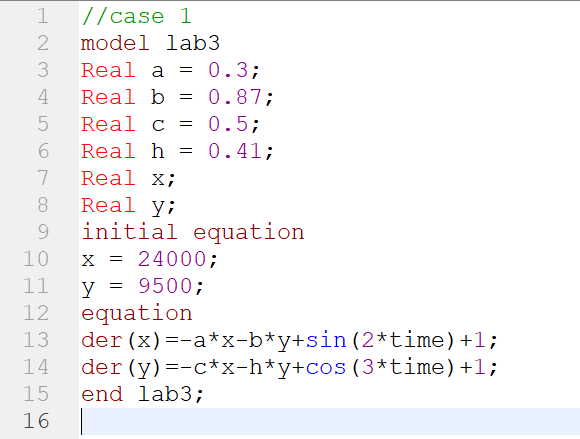 1 //case 1
2 model lab3
3 Real a = 0.3;
4 Real b = 0.87;
5 Real c = 0.5;
6 Real h = 0.41;
7 Real x;
8 Real y;
9 initial equation
10 x = 24000;
11 y = 9500;
12 equation
13 der(x)=-a*x-b*y+sin(2*time)+1;
14 der(y)=-c*x-h*y+cos(3*time)+1;
15 end lab3;
16